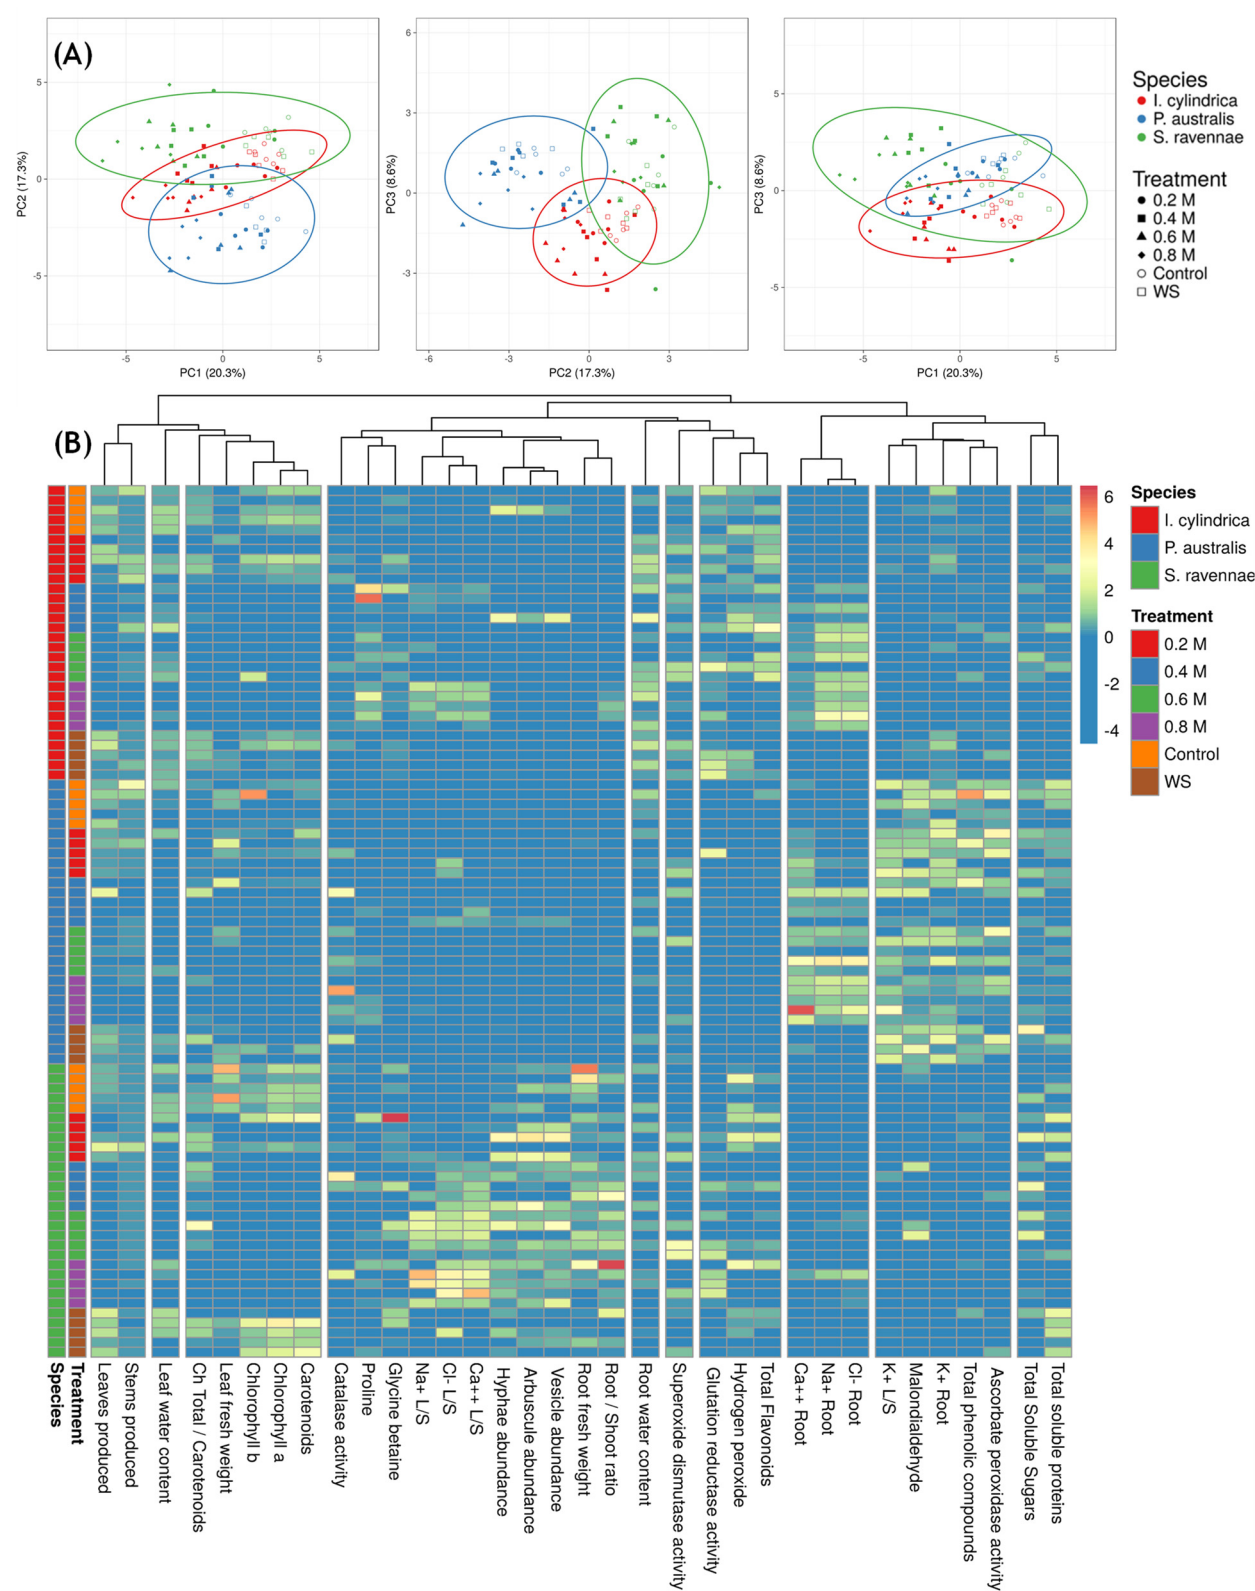 (A)
5
0
-5
PC2 (17.3%)
-5
0
5
PC1 (20.3%)
6
3
0
-3
PC3 (8.6%)
-6
-3
0
3
PC2 (17.3%)
5
0
-5
PC3 (8.6%)
-5
0
5
PC1 (20.3%)
Species
I. cylindrica
P. australis
S. ravennae
Treatment
0.2 M
0.4 M
0.6 M
0.8 M
Control
WS
(B)
6
4
2
0
-2
-4
Species
I. cylindrica
P. australis
S. ravennae
Treatment
0.2 M
0.4 M
0.6 M
0.8 M
Control
WS
Species
Treatment
Leaves produced
Stems produced
Leaf water content
Ch Total / Carotenoids
Leaf fresh weight
Chlorophyll b
Chlorophyll a
Carotenoids
Catalase activity
Proline
Glycine betaine
Na+ L/S
Cl- L/S
Ca++ L/S
Hyphae abundance
Arbuscule abundance
Vesicle abundance
Root fresh weight
Root / Shoot ratio
Root water content
Superoxide dismutase activity
Glutation reductase activity
Hydrogen peroxide
Total Flavonoids
Ca++ Root
Na+ Root
Cl- Root
K+ L/S
Malondialdehyde
K+ Root
Total phenolic compounds
Ascorbate peroxidase activity
Total Soluble Sugars
Total soluble proteins